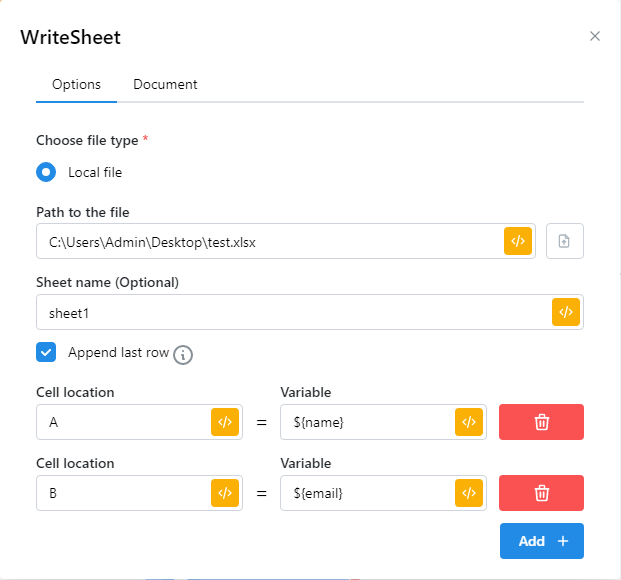 WriteSheet
Options Document
Choose file type *
Local file
Path to the file
C:\Users\Admin\Desktop\test.xlsx </>
Sheet name (Optional)
sheet1 </>
Append last row i
Cell location Variable
A </> = ${name} </>
Cell location Variable
B </> = ${email} </>
Add +